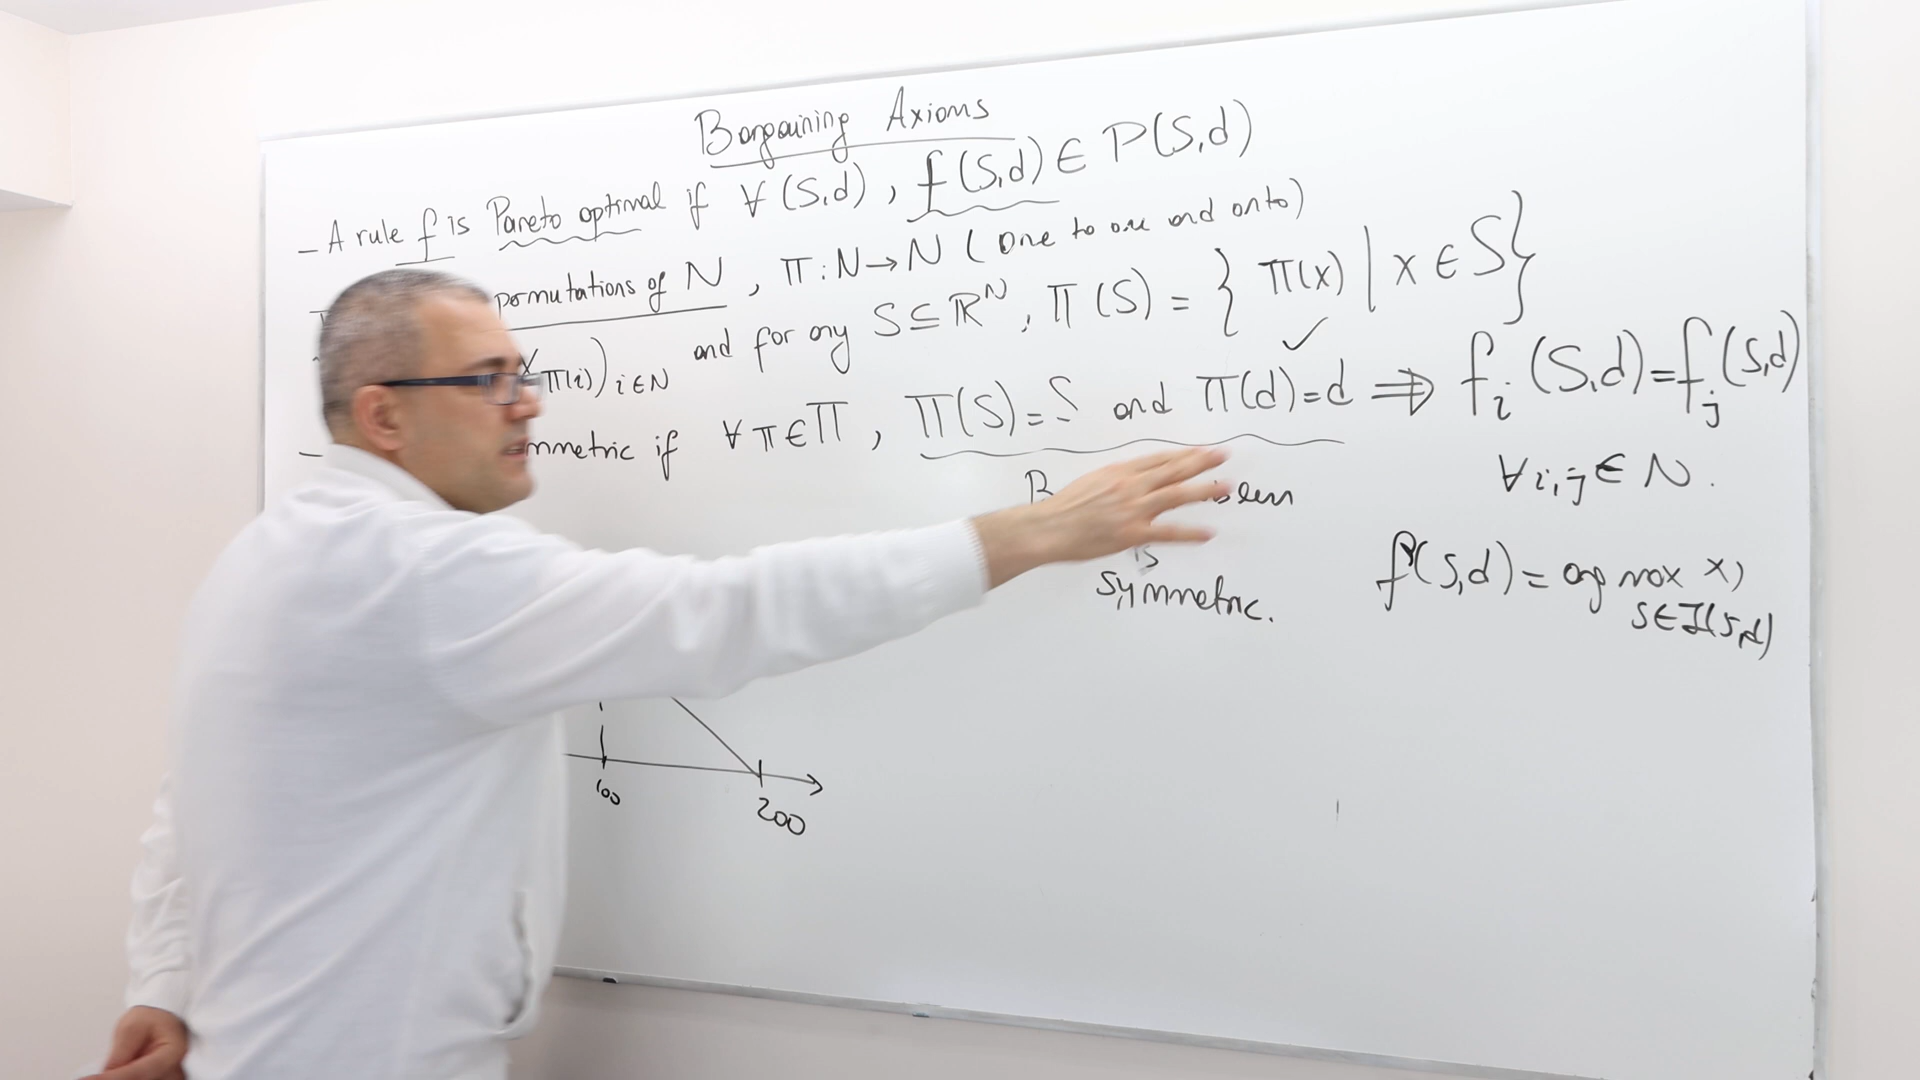 Bargaining Axioms
– A rule f is Pareto optimal if ∀ (S,d) , f(S,d) ∈ P(S,d)
permutations of N , π : N → N ( one to one and onto )
π(i))i∈N and for any S ⊆ ℝ^N , π(S) = { π(x) | x ∈ S }
– mmetric if ∀ π ∈ Π , π(S) = S and π(d) = d ⇒ f_i (S,d) = f_j (S,d)
∀ i,j ∈ N .
is
symmetric.
f(S,d) = arg max x,
S∈I(S,d)
100
200